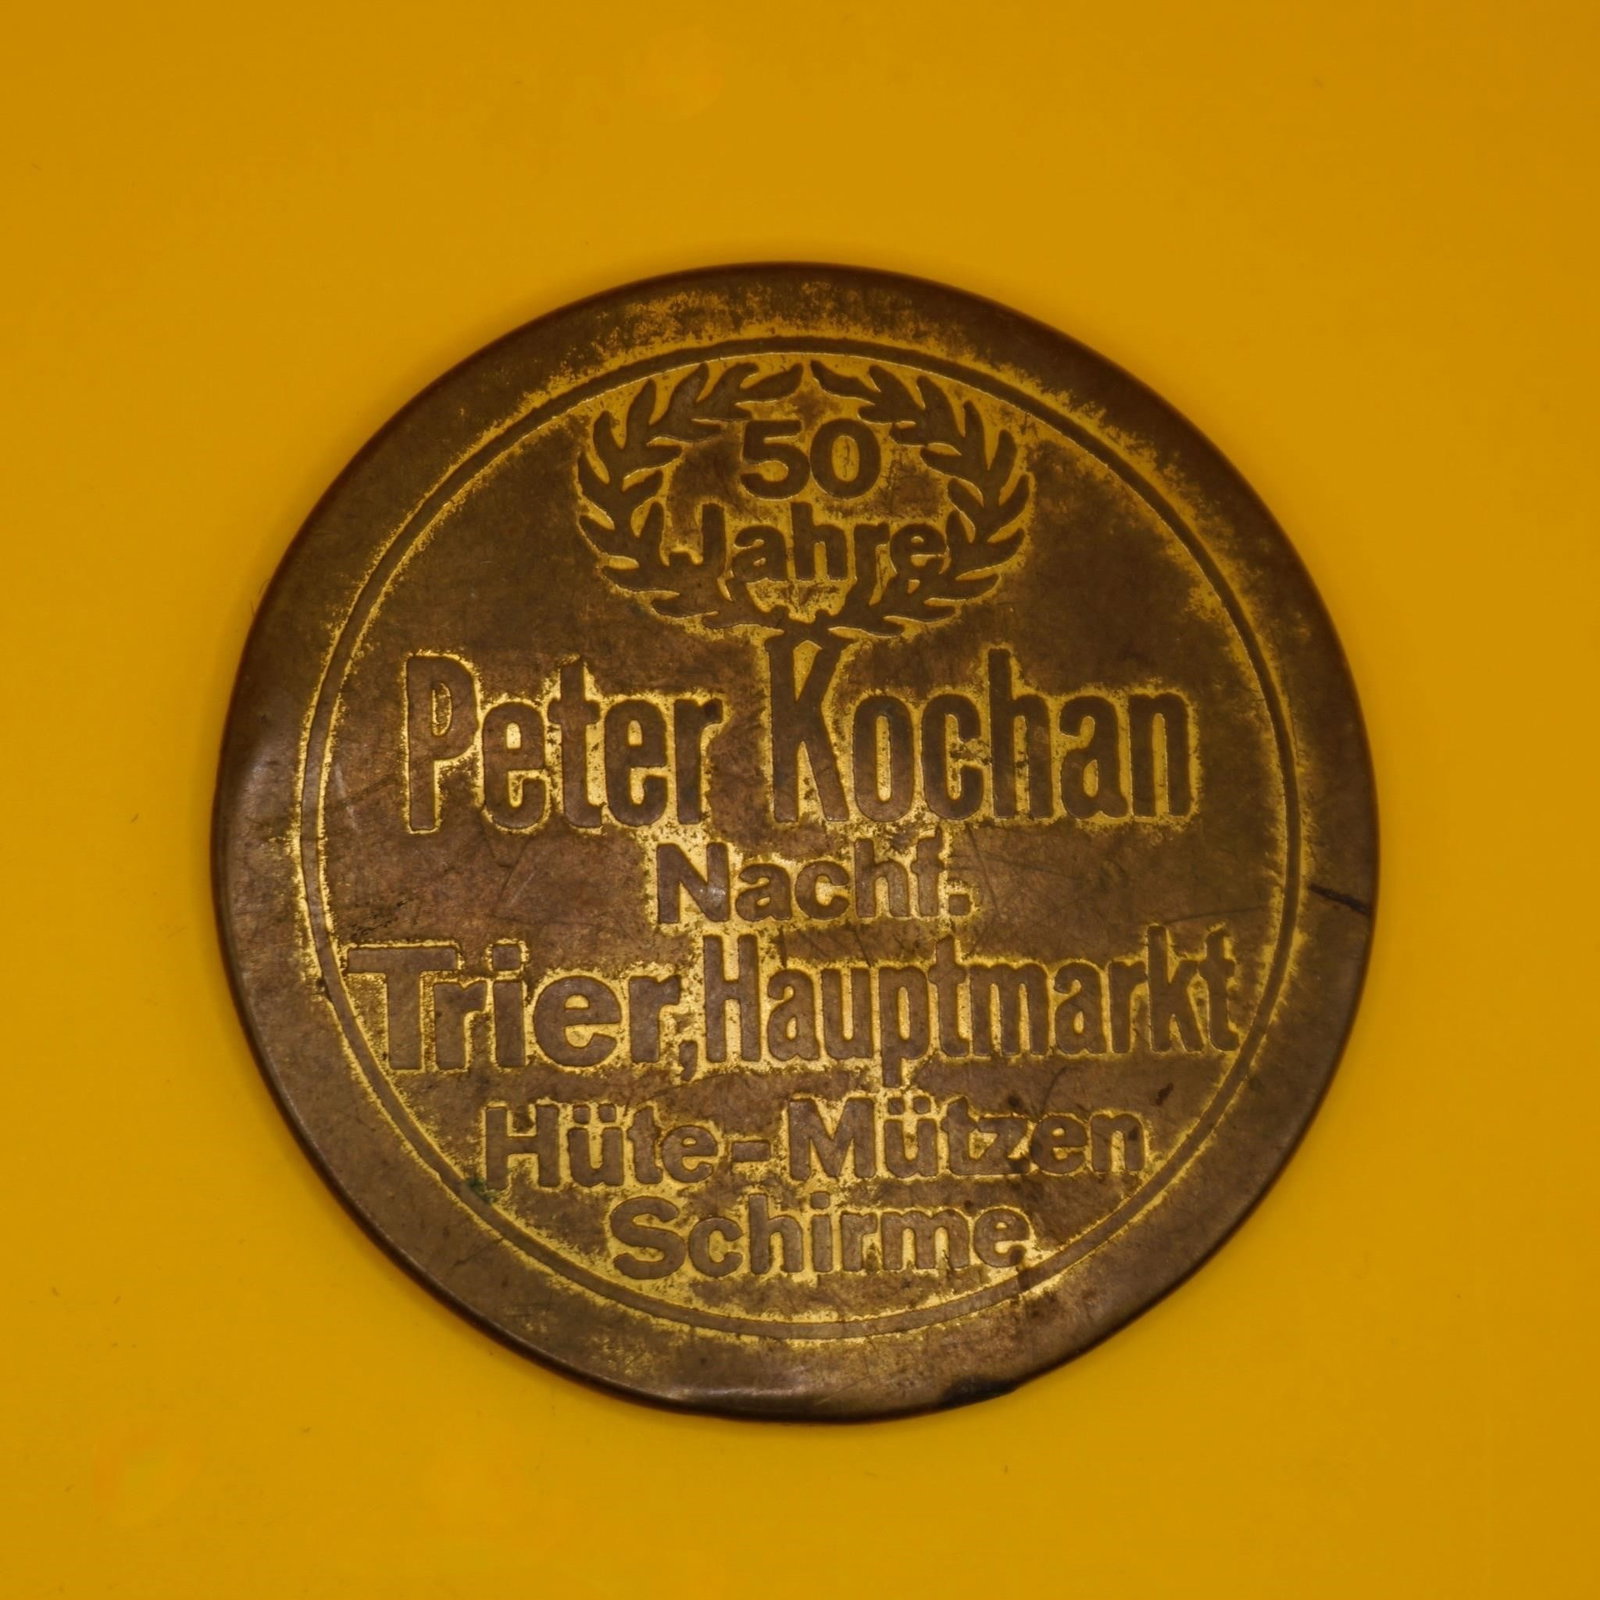 50
Jahre
Peter Kochan
Nachf.
Trier, Hauptmarkt
Hüte-Mützen
Schirme